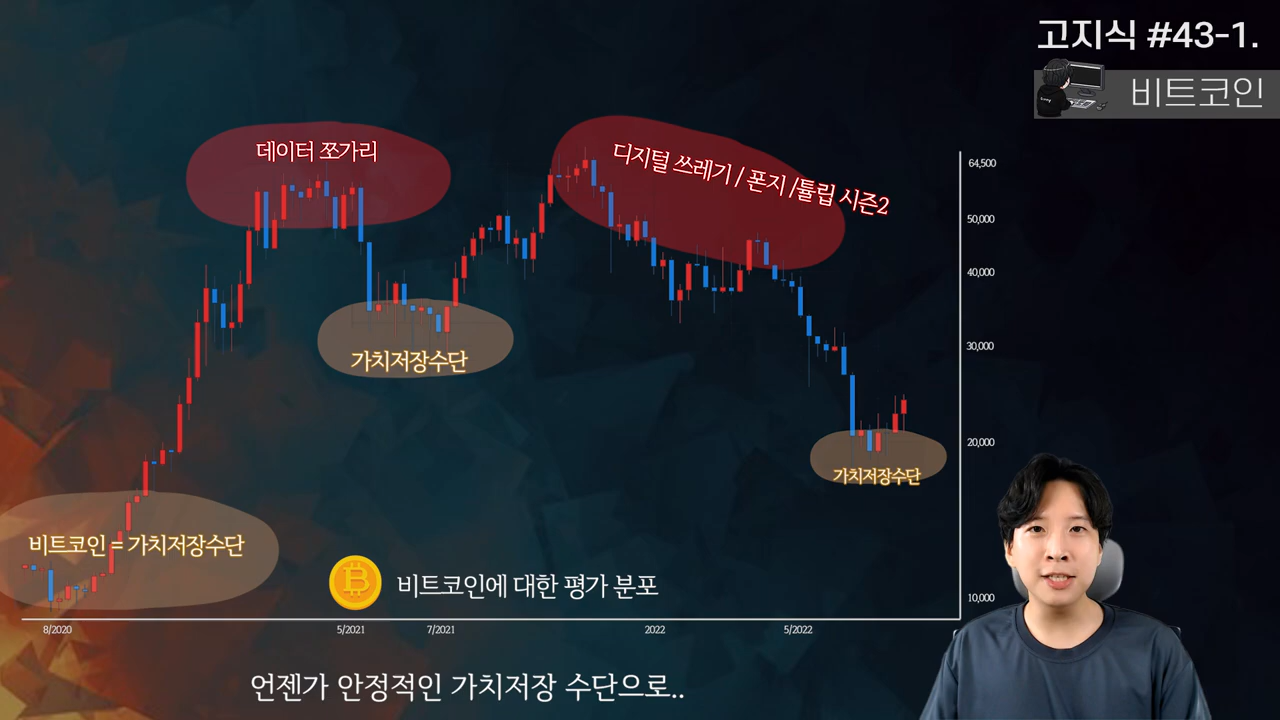 고지식 #43-1.
비트코인
데이터 쪼가리
디지털 쓰레기 / 폰지 /튤립 시즌2
가치저장수단
가치저장수단
비트코인 = 가치저장수단
비트코인에 대한 평가 분포
64,500
50,000
40,000
30,000
20,000
10,000
8/2020
5/2021
7/2021
2022
5/2022
언젠가 안정적인 가치저장 수단으로..